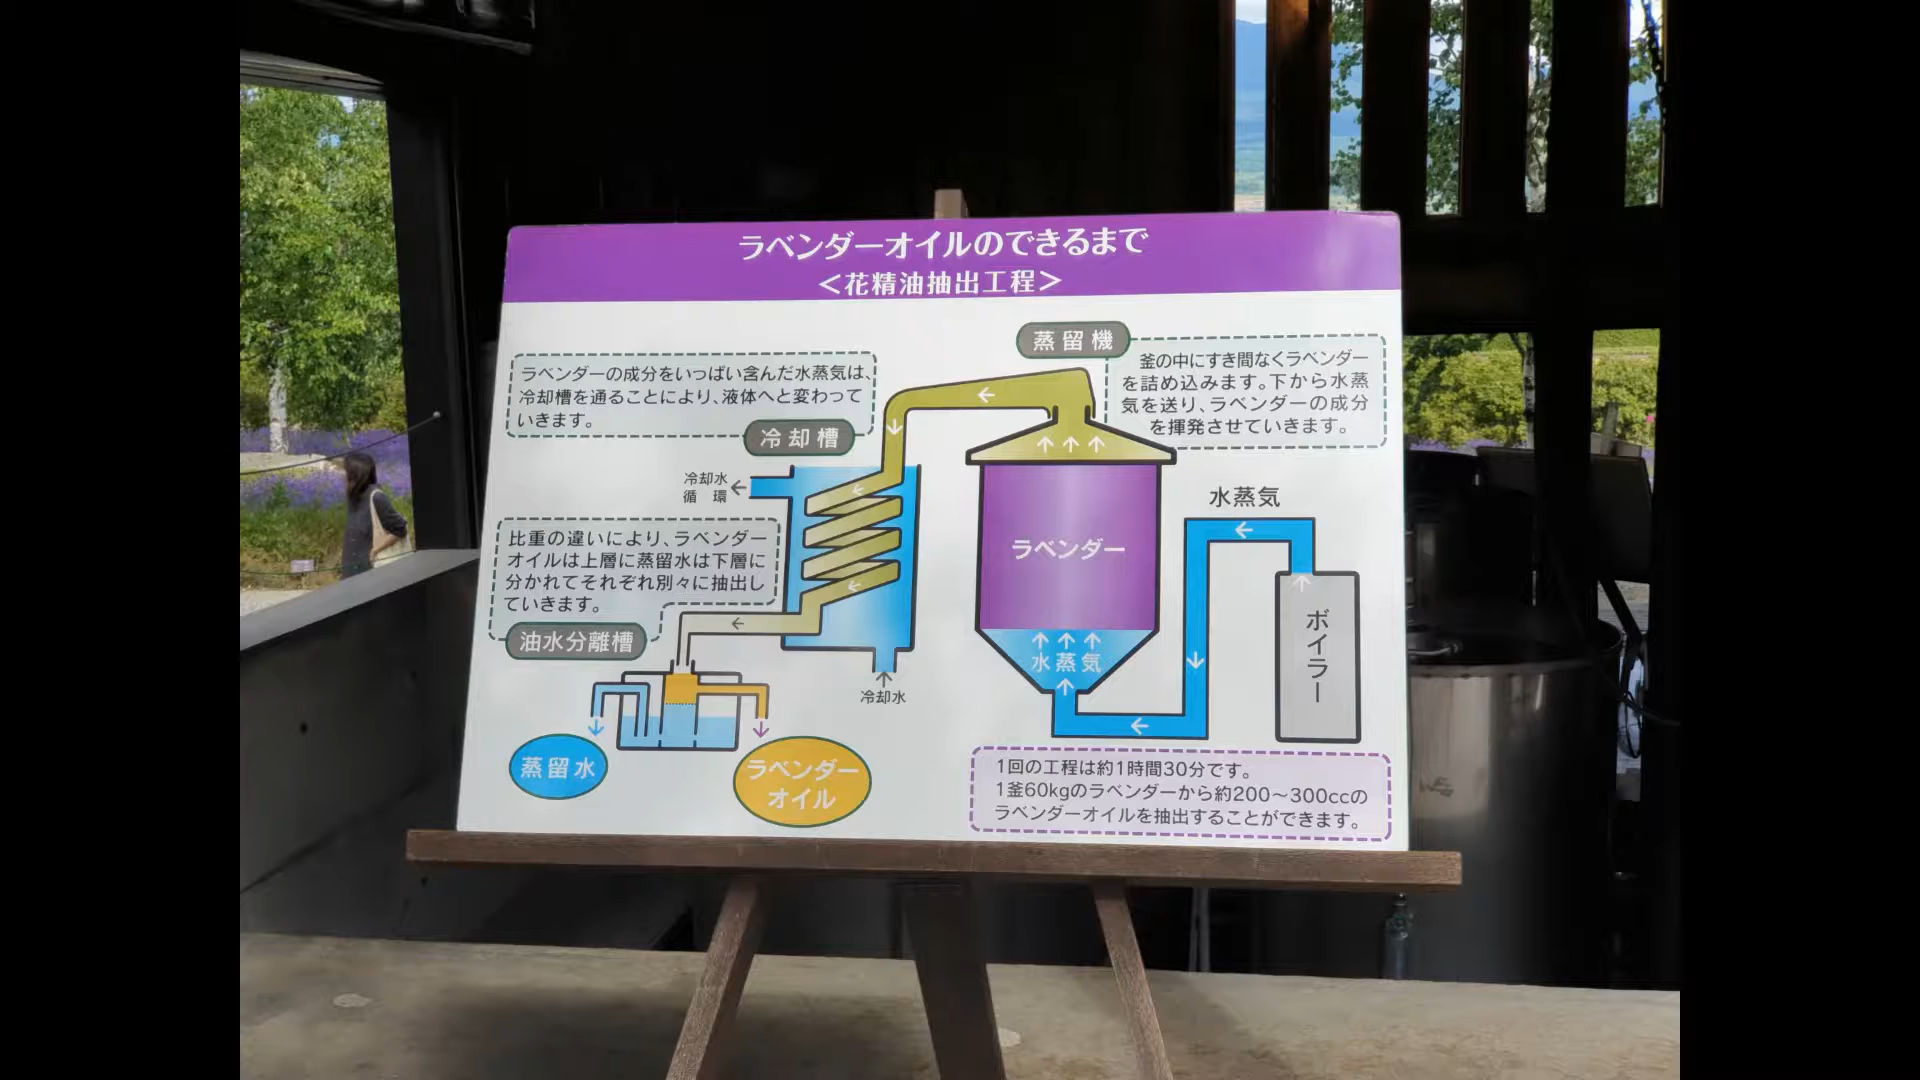 ラベンダーオイルのできるまで
＜花精油抽出工程＞
蒸留機
釜の中にすき間なくラベンダー
を詰め込みます。下から水蒸
気を送り、ラベンダーの成分
を揮発させていきます。
ラベンダーの成分をいっぱい含んだ水蒸気は、
冷却槽を通ることにより、液体へと変わって
いきます。
冷却槽
冷却水
循環
水蒸気
比重の違いにより、ラベンダー
オイルは上層に蒸留水は下層に
分かれてそれぞれ別々に抽出し
ていきます。
油水分離槽
ラベンダー
ボイラー
水蒸気
冷却水
蒸留水
ラベンダー
オイル
1回の工程は約1時間30分です。
1釜60kgのラベンダーから約200～300ccの
ラベンダーオイルを抽出することができます。